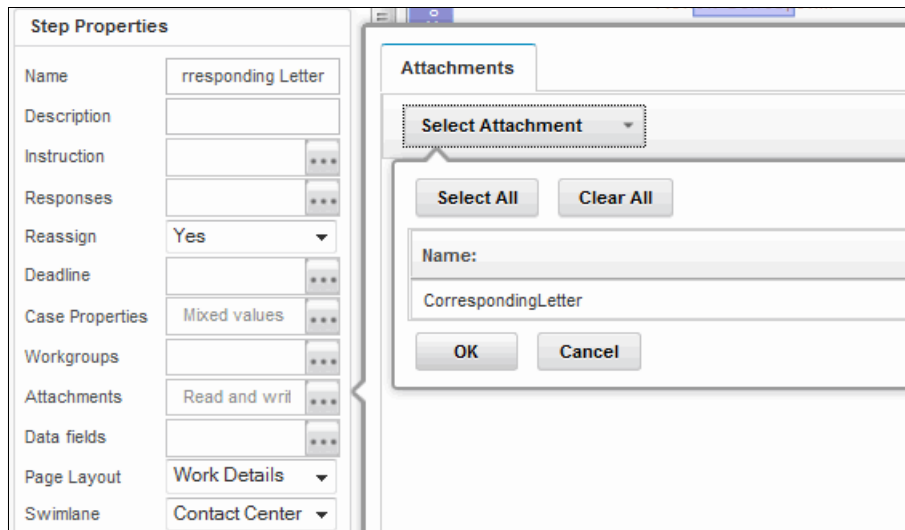 Step Properties
Name
rresponding Letter
Description
Instruction
Responses
Reassign
Yes
Deadline
Case Properties
Mixed values
Workgroups
Attachments
Read and writ
Data fields
Page Layout
Work Details
Swimlane
Contact Center
Attachments
Select Attachment
Select All
Clear All
Name:
CorrespondingLetter
OK
Cancel